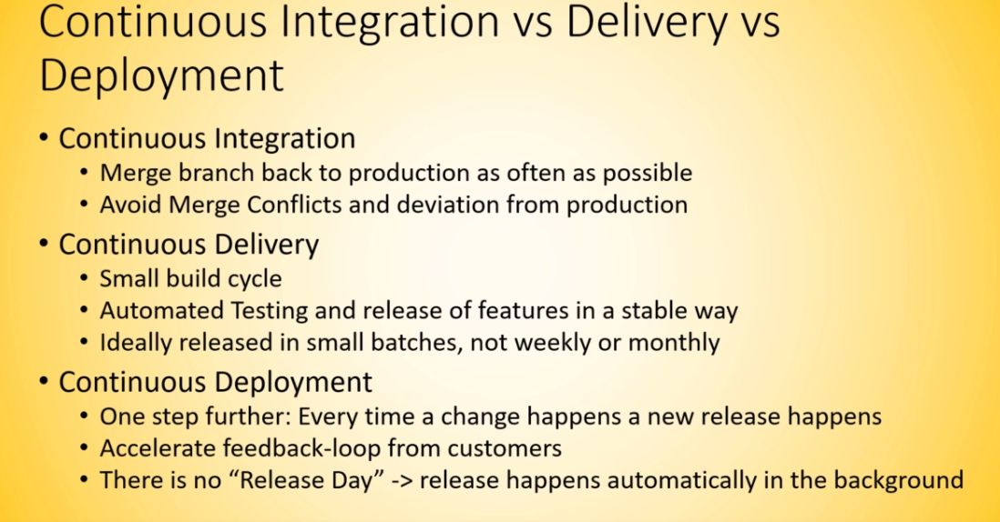 Continuous Integration vs Delivery vs
Deployment
• Continuous Integration
• Merge branch back to production as often as possible
• Avoid Merge Conflicts and deviation from production
• Continuous Delivery
• Small build cycle
• Automated Testing and release of features in a stable way
• Ideally released in small batches, not weekly or monthly
• Continuous Deployment
• One step further: Every time a change happens a new release happens
• Accelerate feedback-loop from customers
• There is no “Release Day” -> release happens automatically in the background